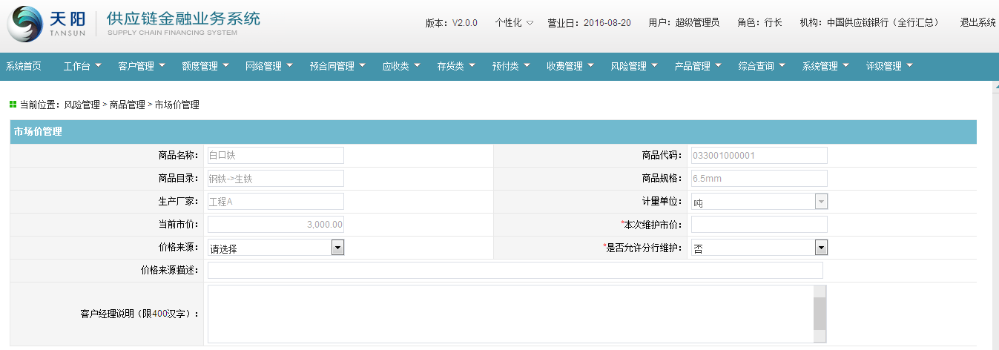 天阳
TANSUN
供应链金融业务系统
SUPPLY CHAIN FINANCING SYSTEM
版本：V2.0.0 个性化 营业日：2016-08-20 用户：超级管理员 角色：行长 机构：中国供应链银行（全行汇总） 退出系统
系统首页 工作台 客户管理 额度管理 网络管理 预合同管理 应收类 存货类 预付类 收费管理 风险管理 产品管理 综合查询 系统管理 评级管理
当前位置：风险管理 > 商品管理 > 市场价管理
市场价管理
商品名称： 白口铁 商品代码： 033001000001
商品目录： 钢铁->生铁 商品规格： 6.5mm
生产厂家： 工程A 计量单位： 吨
当前市价： 3,000.00 *本次维护市价：
价格来源： 请选择 *是否允许分行维护： 否
价格来源描述：
客户经理说明（限400汉字）：